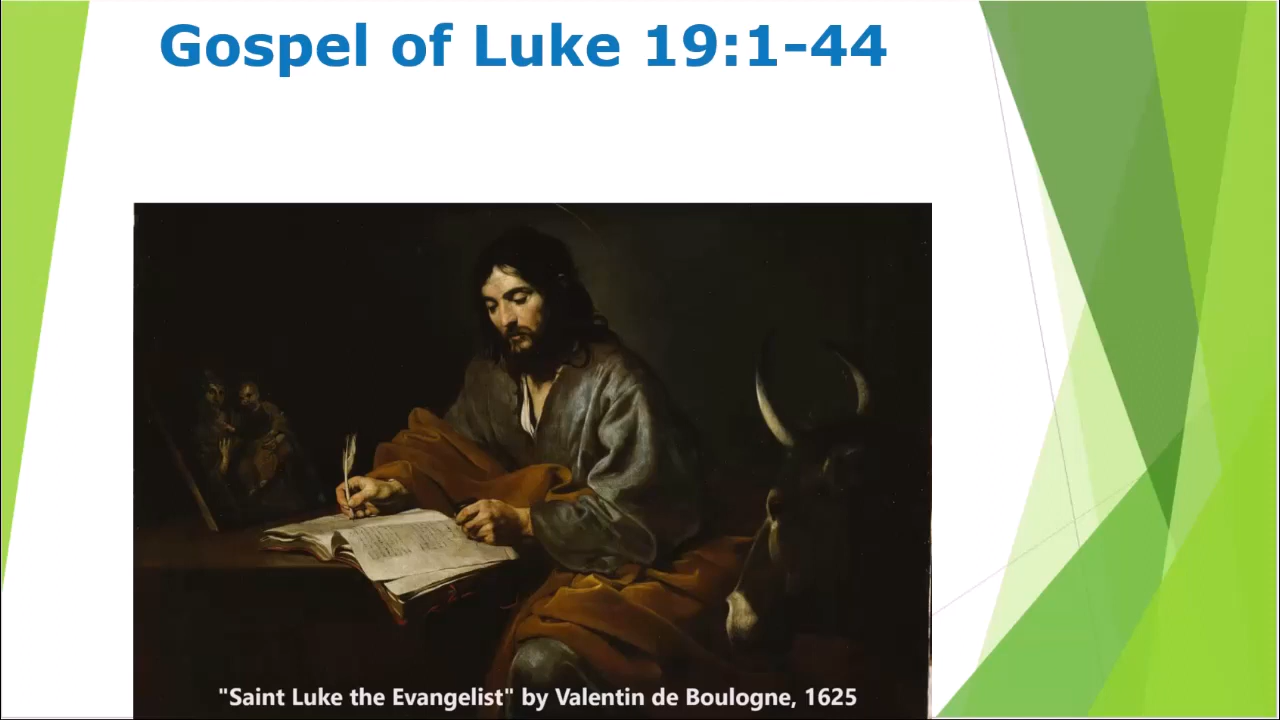 Gospel of Luke 19:1-44
"Saint Luke the Evangelist" by Valentin de Boulogne, 1625